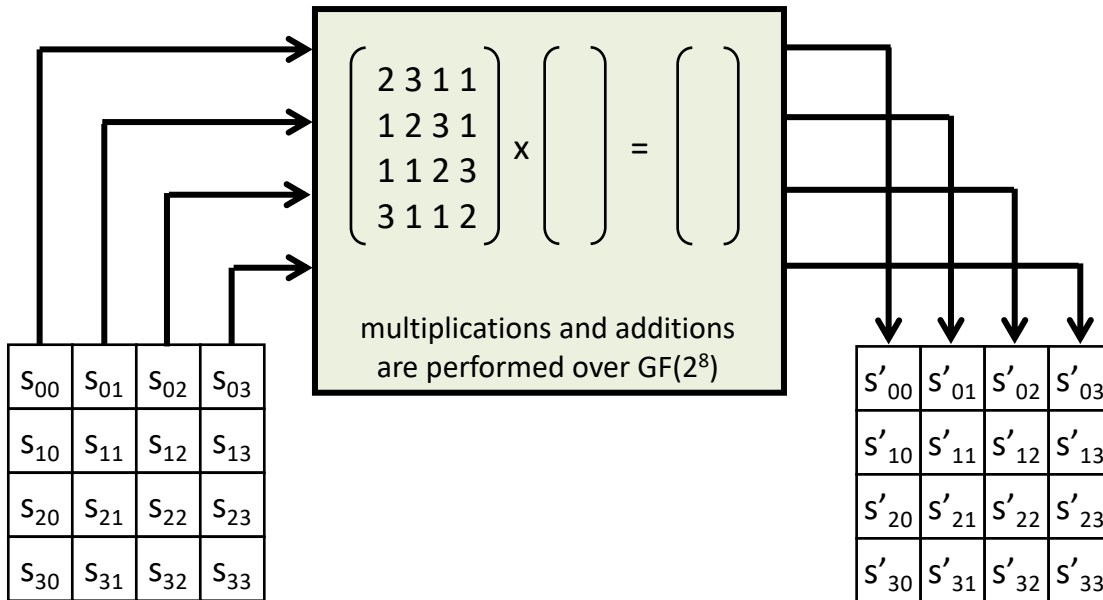 2 3 1 1
1 2 3 1
1 1 2 3
3 1 1 2
x =
multiplications and additions
are performed over GF(2⁸)
s₀₀ s₀₁ s₀₂ s₀₃
s₁₀ s₁₁ s₁₂ s₁₃
s₂₀ s₂₁ s₂₂ s₂₃
s₃₀ s₃₁ s₃₂ s₃₃
s’₀₀ s’₀₁ s’₀₂ s’₀₃
s’₁₀ s’₁₁ s’₁₂ s’₁₃
s’₂₀ s’₂₁ s’₂₂ s’₂₃
s’₃₀ s’₃₁ s’₃₂ s’₃₃